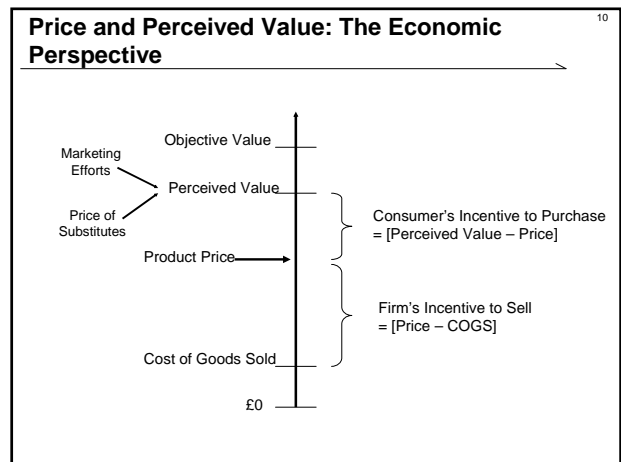 10
Price and Perceived Value: The Economic
Perspective
Objective Value
Marketing
Efforts
Perceived Value
Price of
Substitutes
Consumer’s Incentive to Purchase
= [Perceived Value – Price]
Product Price
Firm’s Incentive to Sell
= [Price – COGS]
Cost of Goods Sold
£0